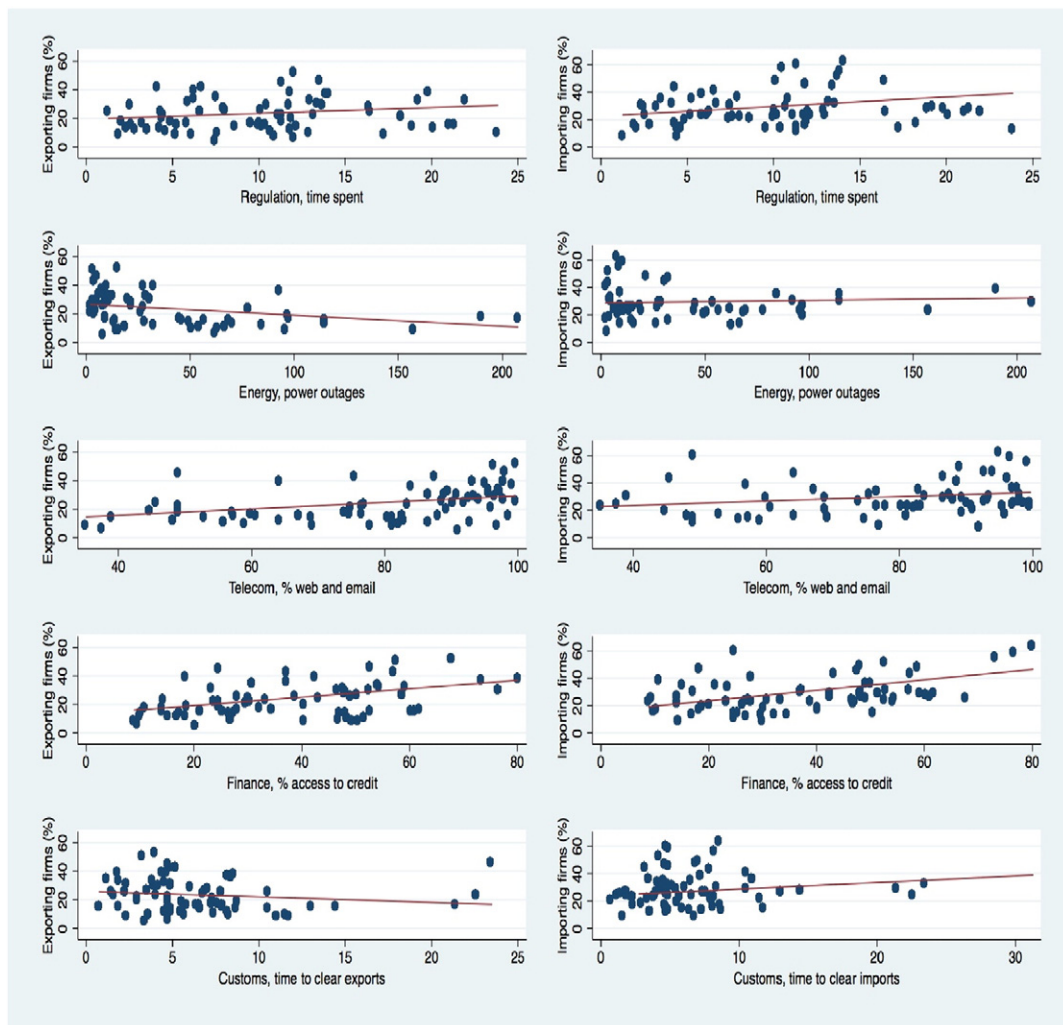 Exporting firms (%)
0 20 40 60
0 5 10 15 20 25
Regulation, time spent
Importing firms (%)
0 20 40 60
0 5 10 15 20 25
Regulation, time spent
Exporting firms (%)
0 20 40 60
0 50 100 150 200
Energy, power outages
Importing firms (%)
0 20 40 60
0 50 100 150 200
Energy, power outages
Exporting firms (%)
0 20 40 60
40 60 80 100
Telecom, % web and email
Importing firms (%)
0 20 40 60
40 60 80 100
Telecom, % web and email
Exporting firms (%)
0 20 40 60
0 20 40 60 80
Finance, % access to credit
Importing firms (%)
0 20 40 60
0 20 40 60 80
Finance, % access to credit
Exporting firms (%)
0 20 40 60
0 5 10 15 20 25
Customs, time to clear exports
Importing firms (%)
0 20 40 60
0 10 20 30
Customs, time to clear imports